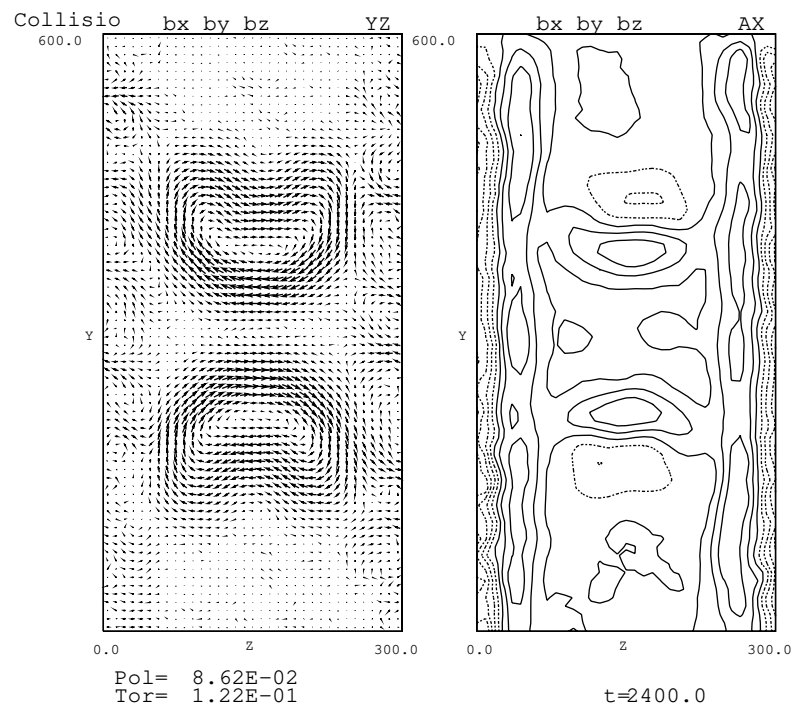 Collisio bx by bz YZ bx by bz AX
600.0 600.0
Y Y
0.0 Z 300.0 0.0 Z 300.0
Pol= 8.62E-02
Tor= 1.22E-01 t=2400.0